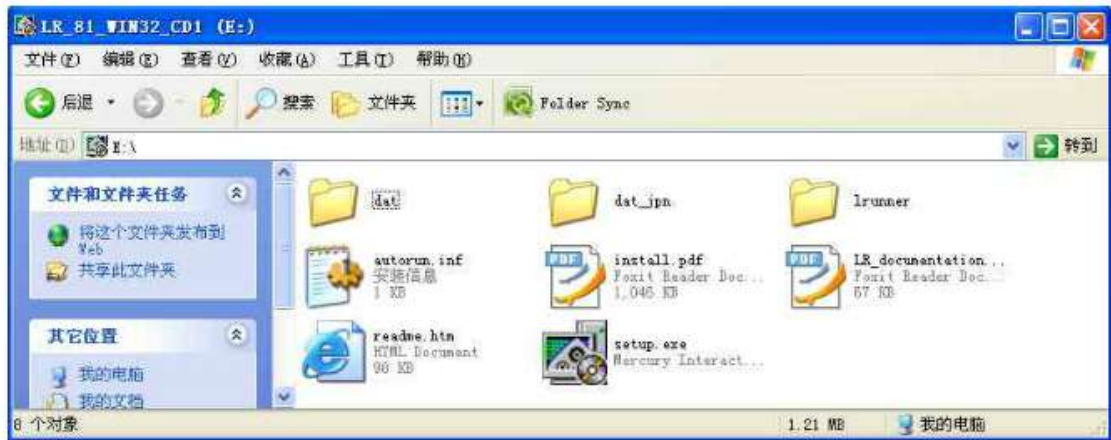 LR_81_WIN32_CD1 (E:)
文件(F) 编辑(E) 查看(V) 收藏(A) 工具(T) 帮助(H)
后退 搜索 文件夹 Folder Sync
地址(D) E:\ 转到
文件和文件夹任务
将这个文件夹发布到
Web
共享此文件夹
其它位置
我的电脑
我的文档
dat dat_jpn lrunner
autorun.inf install.pdf LR_documentation...
安装信息 Foxit Reader Doc... Foxit Reader Doc...
1 KB 1,046 KB 67 KB
readme.htm setup.exe
HTML Document Mercury Interact...
96 KB
8 个对象 1.21 MB 我的电脑